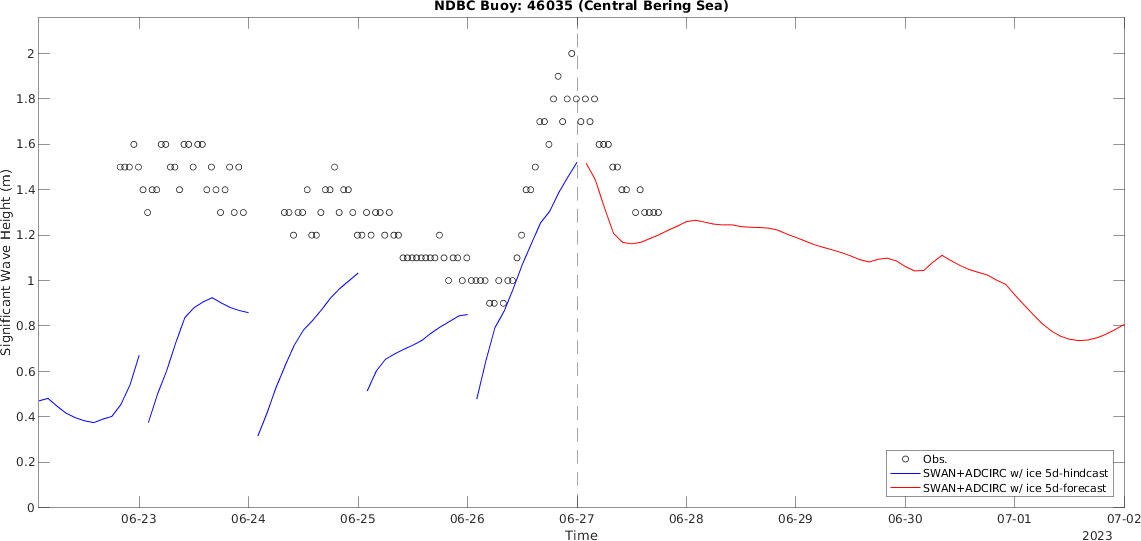 NDBC Buoy: 46035 (Central Bering Sea)
Significant Wave Height (m)
2
1.8
1.6
1.4
1.2
1
0.8
0.6
0.4
0.2
0
Obs.
SWAN+ADCIRC w/ ice 5d-hindcast
SWAN+ADCIRC w/ ice 5d-forecast
06-23 06-24 06-25 06-26 06-27 06-28 06-29 06-30 07-01 07-02
Time
2023